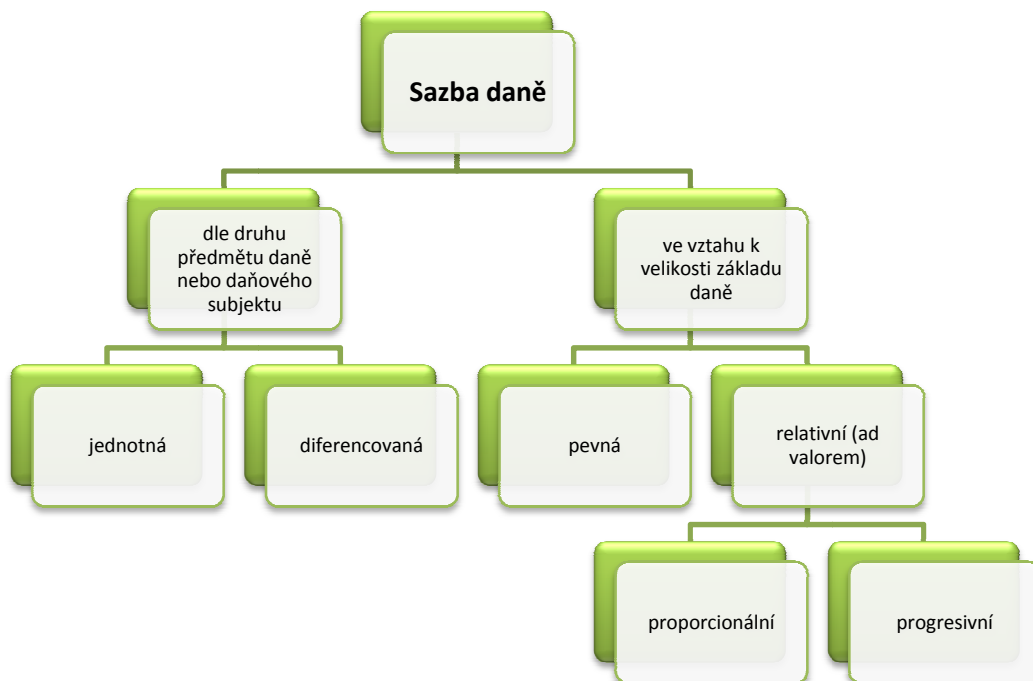 Sazba daně
dle druhu
předmětu daně
nebo daňového
subjektu
ve vztahu k
velikosti základu
daně
jednotná
diferencovaná
pevná
relativní (ad
valorem)
proporcionální
progresivní